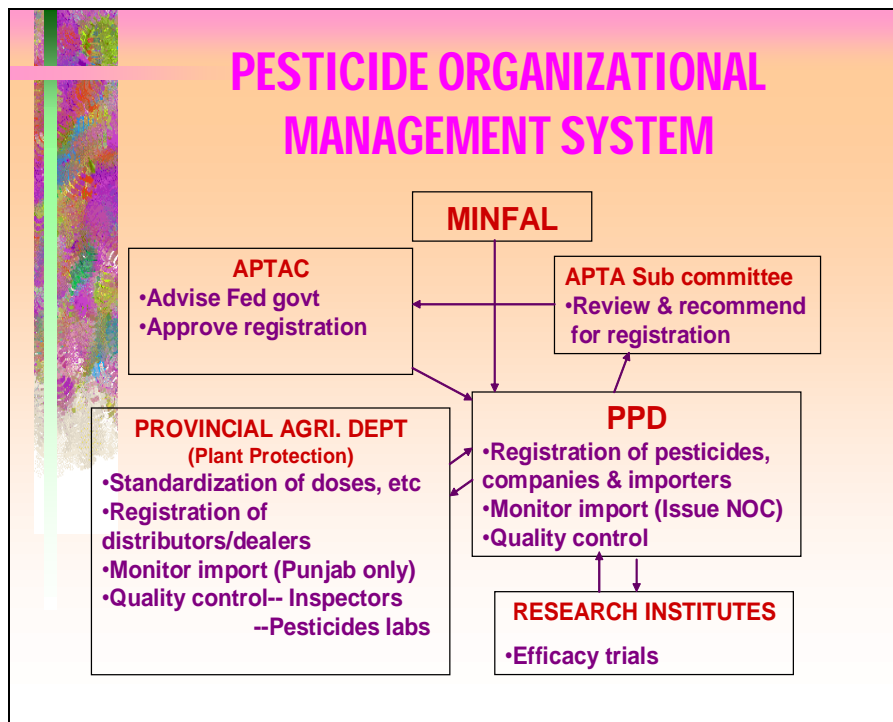 PESTICIDE ORGANIZATIONAL
MANAGEMENT SYSTEM
MINFAL
APTAC
•Advise Fed govt
•Approve registration
APTA Sub committee
•Review & recommend
for registration
PROVINCIAL AGRI. DEPT
(Plant Protection)
•Standardization of doses, etc
•Registration of
distributors/dealers
•Monitor import (Punjab only)
•Quality control-- Inspectors
--Pesticides labs
PPD
•Registration of pesticides,
companies & importers
•Monitor import (Issue NOC)
•Quality control
RESEARCH INSTITUTES
•Efficacy trials